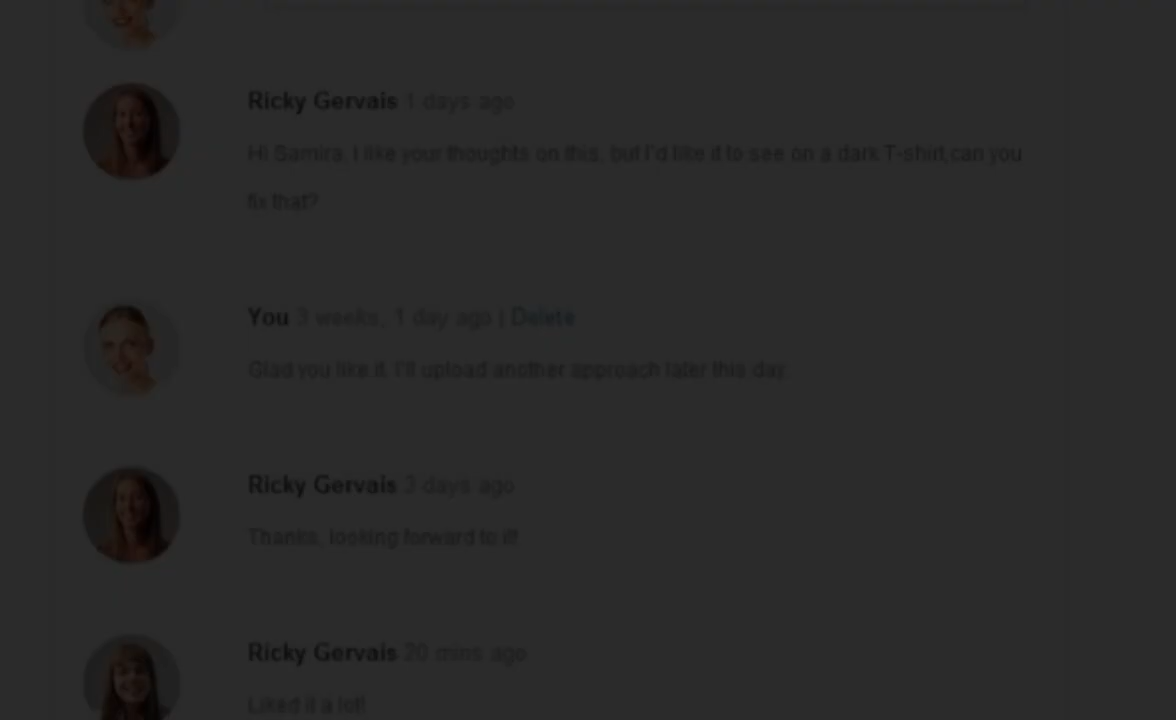 Ricky Gervais 1 days ago
Hi Samira, I like your thoughts on this, but I'd like it to see on a dark T-shirt,can you
fix that?
You 3 weeks, 1 day ago | Delete
Glad you like it. I'll upload another approach later this day.
Ricky Gervais 3 days ago
Thanks, looking forward to it!
Ricky Gervais 20 mins ago
Liked it a lot!